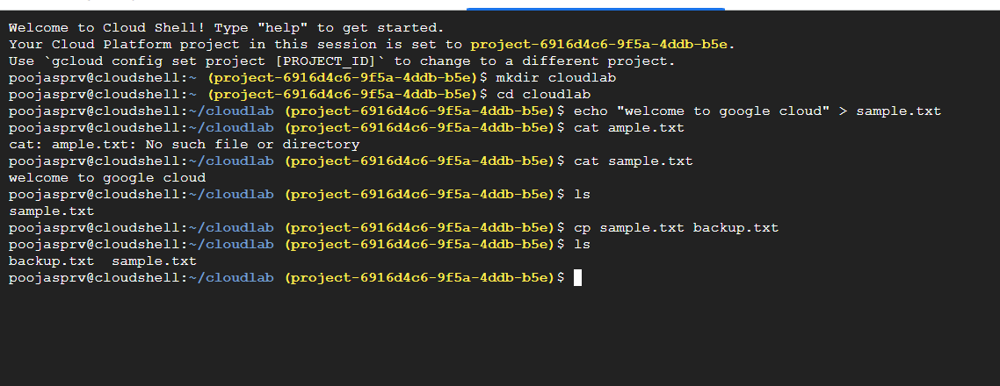 Welcome to Cloud Shell! Type "help" to get started.
Your Cloud Platform project in this session is set to project-6916d4c6-9f5a-4ddb-b5e.
Use `gcloud config set project [PROJECT_ID]` to change to a different project.
poojasprv@cloudshell:~ (project-6916d4c6-9f5a-4ddb-b5e)$ mkdir cloudlab
poojasprv@cloudshell:~ (project-6916d4c6-9f5a-4ddb-b5e)$ cd cloudlab
poojasprv@cloudshell:~/cloudlab (project-6916d4c6-9f5a-4ddb-b5e)$ echo "welcome to google cloud" > sample.txt
poojasprv@cloudshell:~/cloudlab (project-6916d4c6-9f5a-4ddb-b5e)$ cat ample.txt
cat: ample.txt: No such file or directory
poojasprv@cloudshell:~/cloudlab (project-6916d4c6-9f5a-4ddb-b5e)$ cat sample.txt
welcome to google cloud
poojasprv@cloudshell:~/cloudlab (project-6916d4c6-9f5a-4ddb-b5e)$ ls
sample.txt
poojasprv@cloudshell:~/cloudlab (project-6916d4c6-9f5a-4ddb-b5e)$ cp sample.txt backup.txt
poojasprv@cloudshell:~/cloudlab (project-6916d4c6-9f5a-4ddb-b5e)$ ls
backup.txt  sample.txt
poojasprv@cloudshell:~/cloudlab (project-6916d4c6-9f5a-4ddb-b5e)$